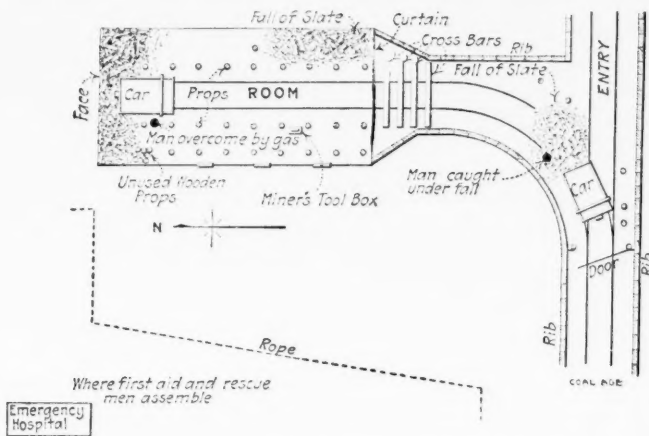 Fall of Slate
Curtain
Cross Bars
Rib
Fall of Slate
ENTRY
Face
Car
Props
ROOM
Man overcome by gas
Unused Wooden
Props
Miner's Tool Box
Man caught
under fall
Car
N
Door
Rib
Rib
Rope
Where first aid and rescue
men assemble
COAL AGE
Emergency
Hospital